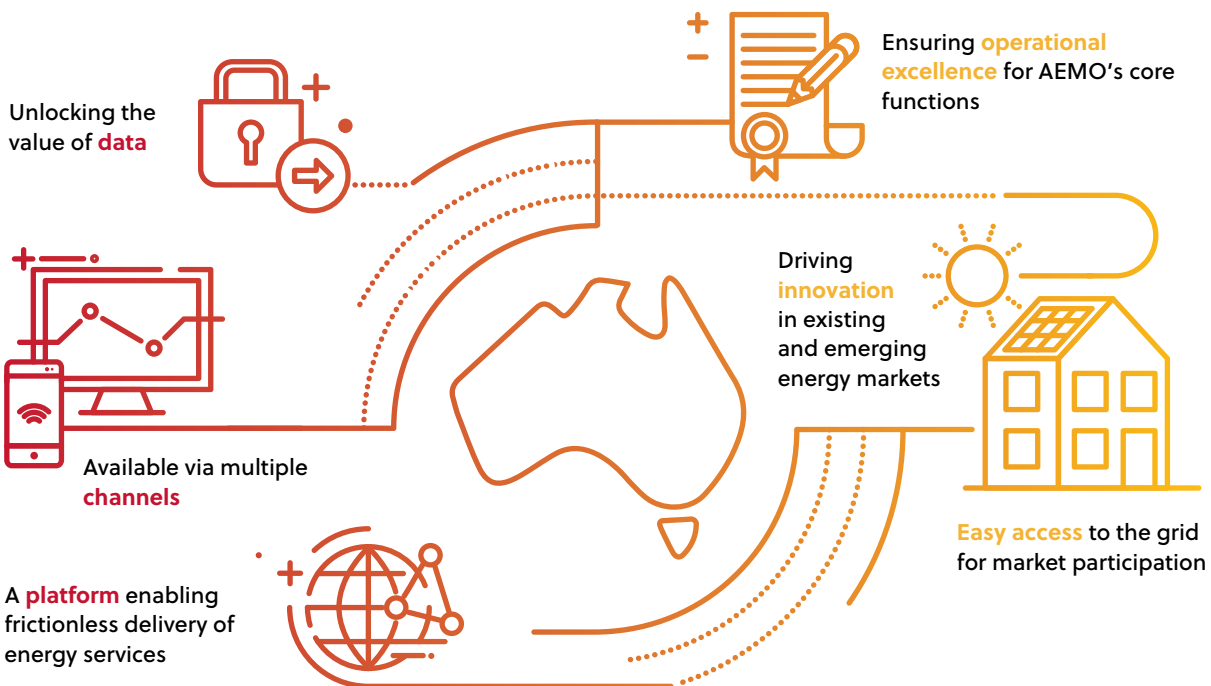 Unlocking the
value of data
Ensuring operational
excellence for AEMO's core
functions
Driving
innovation
in existing
and emerging
energy markets
Available via multiple
channels
Easy access to the grid
for market participation
A platform enabling
frictionless delivery of
energy services